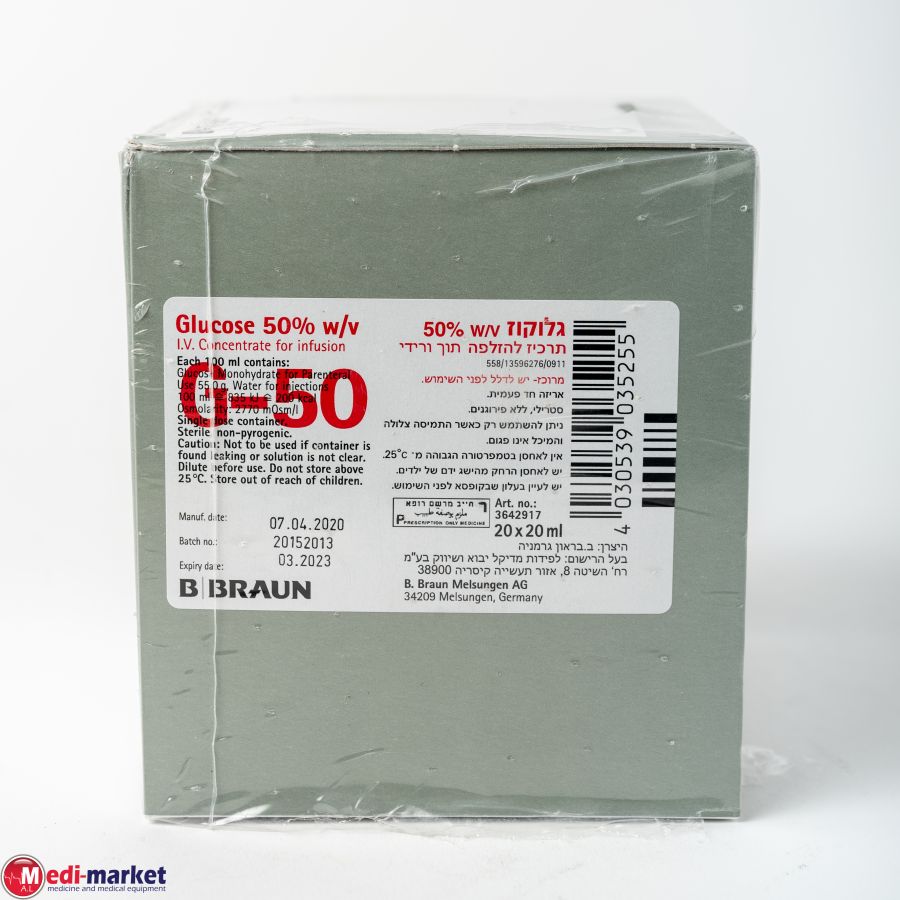 Glucose 50% w/v
I.V. Concentrate for infusion
Each 100 ml contains:
Glucose Monohydrate for Parenteral
Use 55.0 g, Water for injections
100 ml ≙ 835 kJ ≙ 200 kcal
Osmolarity: 2770 mOsm/l
Single dose container.
Sterile, non-pyrogenic.
Caution: Not to be used if container is
found leaking or solution is not clear.
Dilute before use. Do not store above
25°C. Store out of reach of children.
G-50
Manuf. date:
07.04.2020
Batch no.:
20152013
Expiry date:
03.2023
B|BRAUN
גלוקוז 50% w/v
תרכיז להזלפה תוך ורידי
558/13596276/0911
מרוכז- יש לדלל לפני השימוש.
אריזה חד פעמית.
סטרילי, ללא פירוגנים.
ניתן להשתמש רק כאשר התמיסה צלולה
והמיכל אינו פגום.
אין לאחסן בטמפרטורה הגבוהה מ־ 25°C.
יש לאחסן הרחק מהישג ידם של ילדים.
יש לעיין בעלון שבקופסא לפני השימוש.
חייב מרשם רופא
PRESCRIPTION ONLY MEDICINE
Art. no.:
3642917
20 x 20 ml
היצרן: ב.בראון גרמניה
בעל הרישום: לפידות מדיקל יבוא ושיווק בע"מ
רח' השיטה 8, אזור תעשייה קיסריה 38900
B. Braun Melsungen AG
34209 Melsungen, Germany
4 030539 035255
Medi-market
A.L
medicine and medical equipment